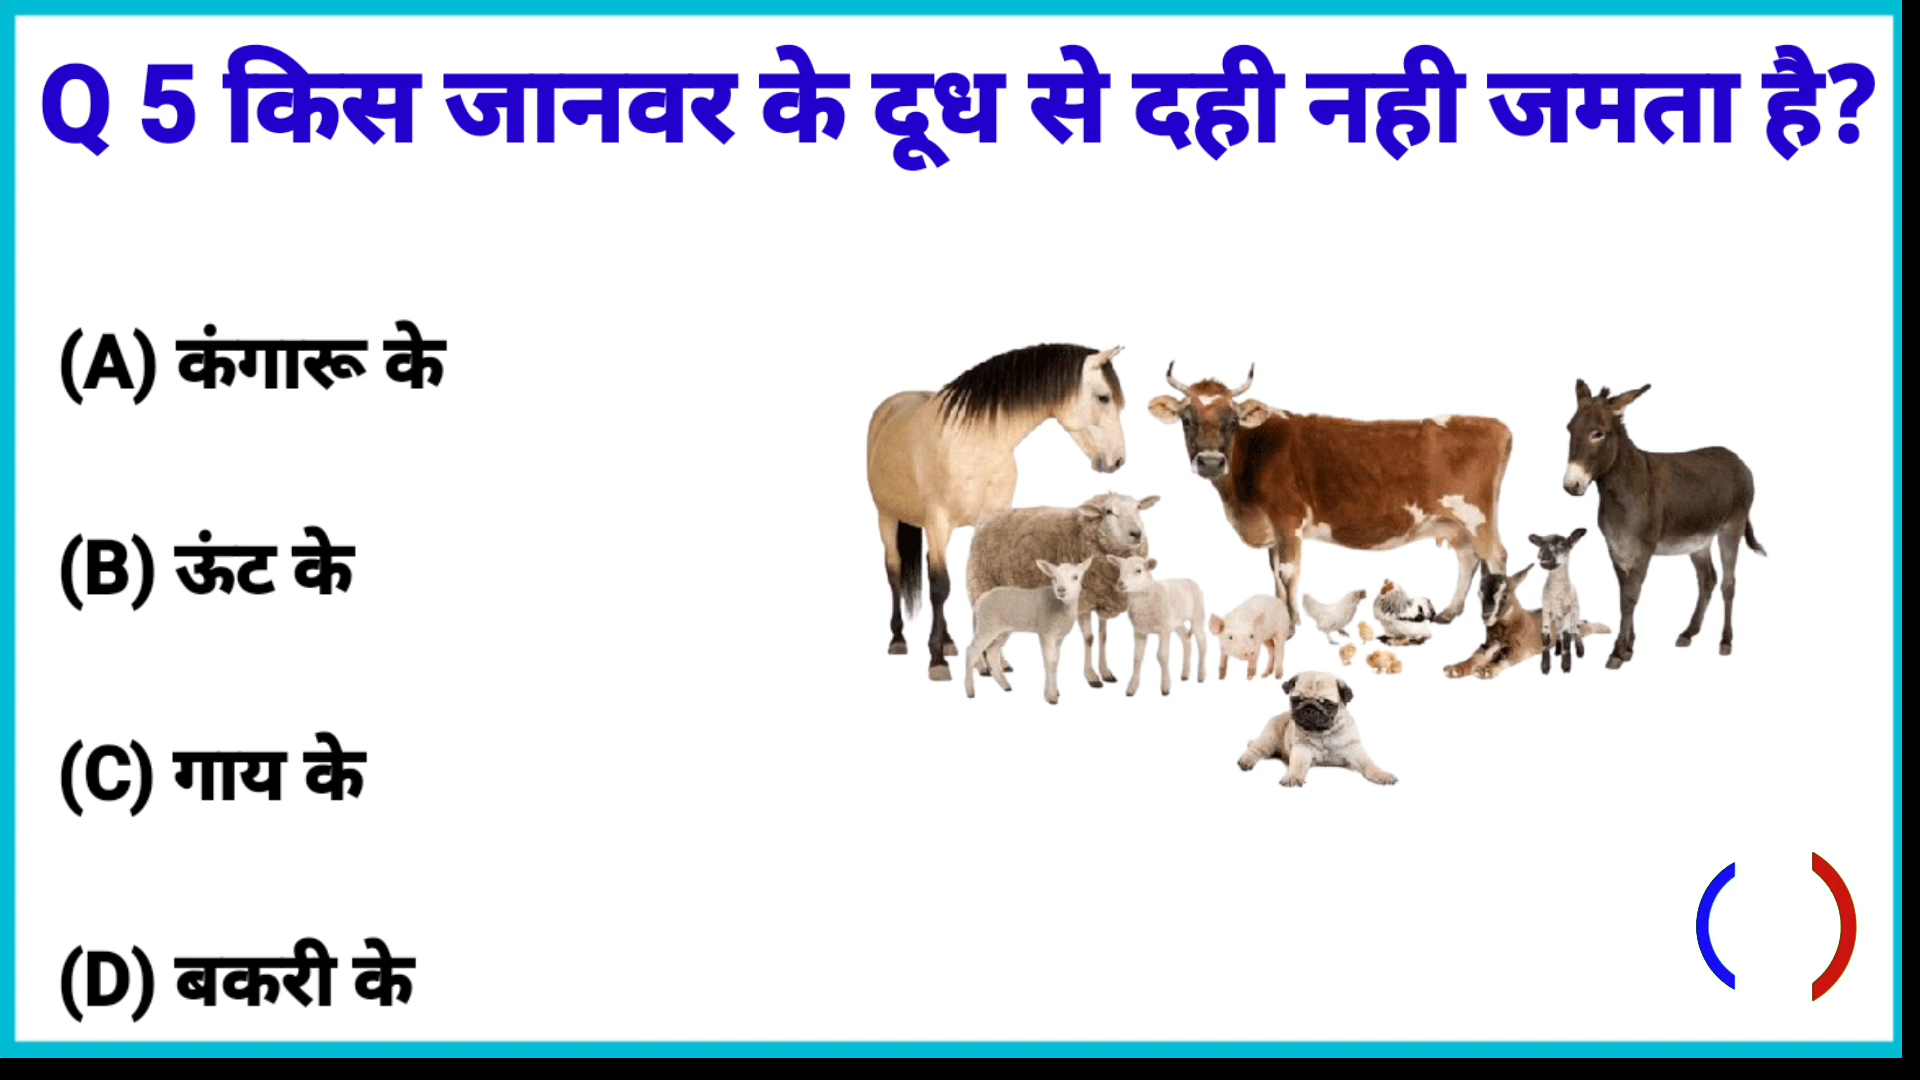 Q 5 किस जानवर के दूध से दही नही जमता है?
(A) कंगारू के
(B) ऊंट के
(C) गाय के
(D) बकरी के